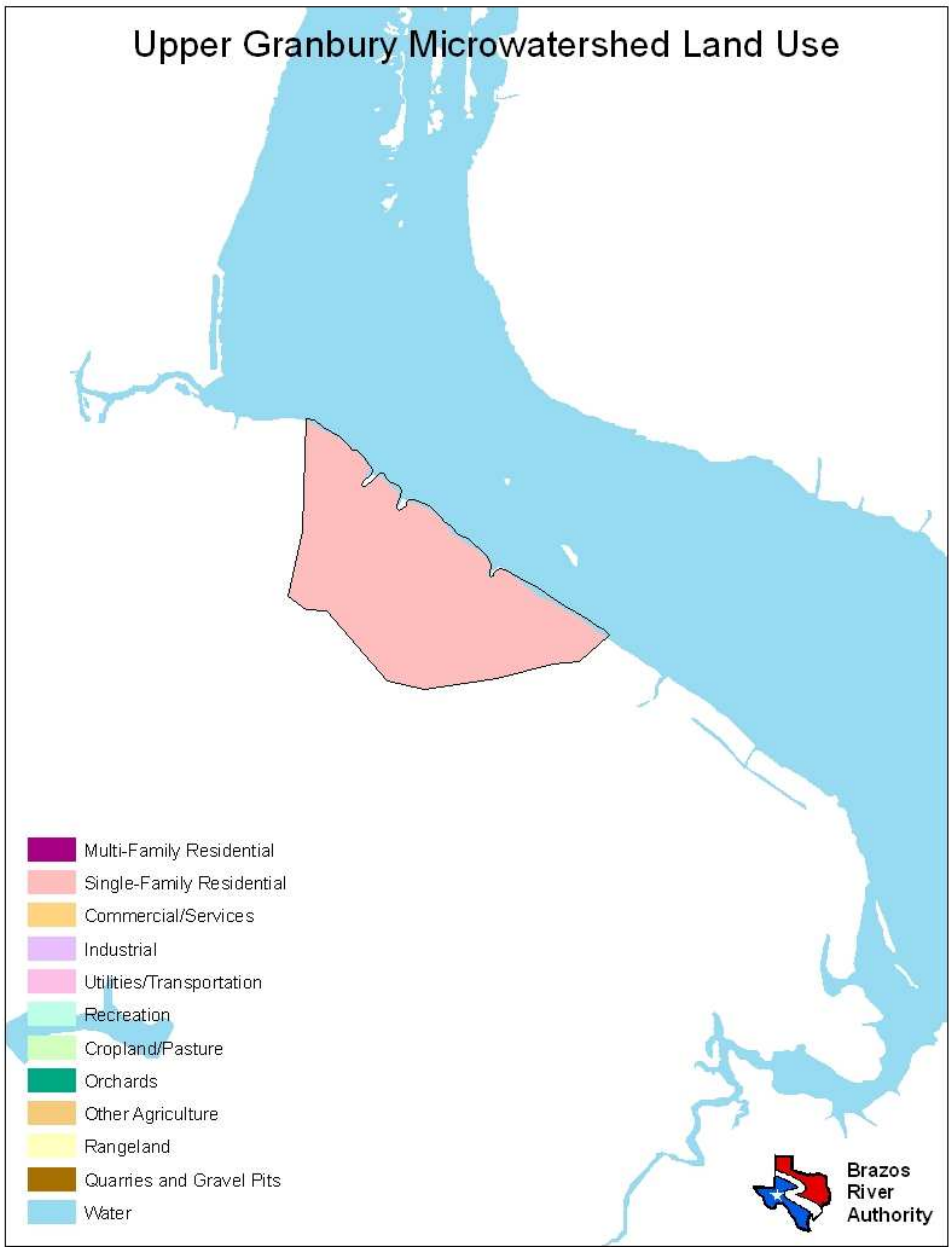 Upper Granbury Microwatershed Land Use
Multi-Family Residential
Single-Family Residential
Commercial/Services
Industrial
Utilities/Transportation
Recreation
Cropland/Pasture
Orchards
Other Agriculture
Rangeland
Quarries and Gravel Pits
Water
Brazos
River
Authority